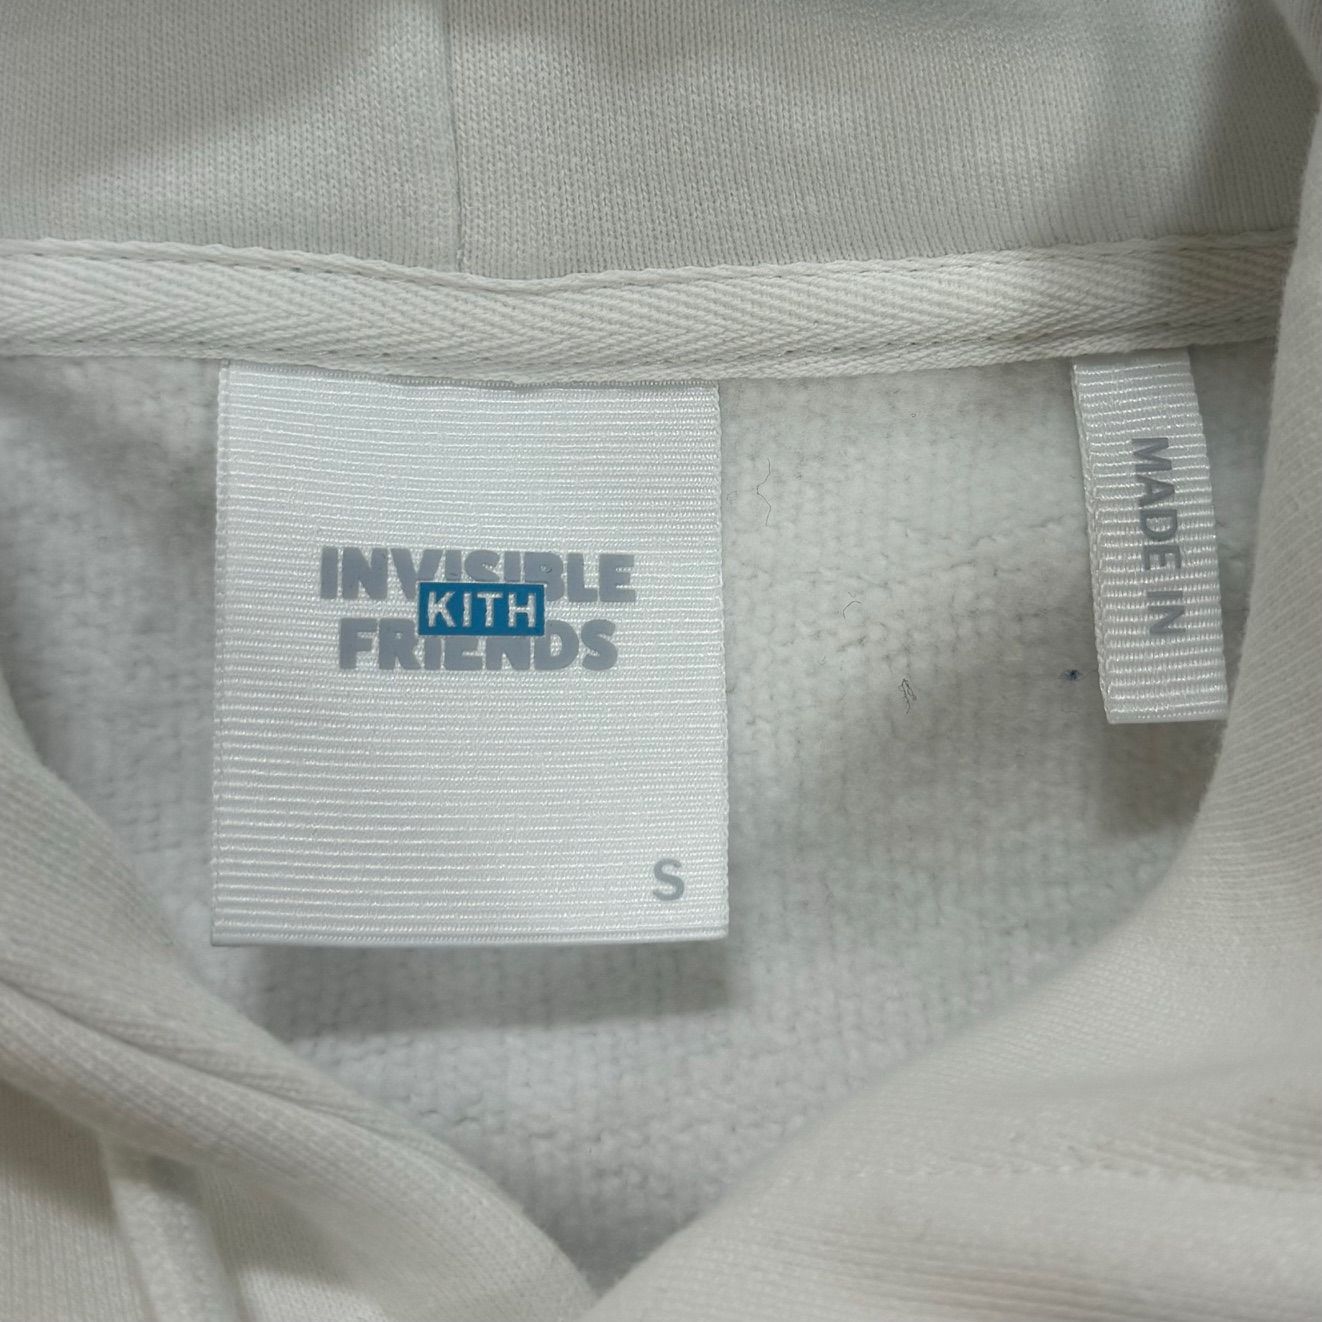 INVISIBLE
KITH
FRIENDS
S
MADE IN